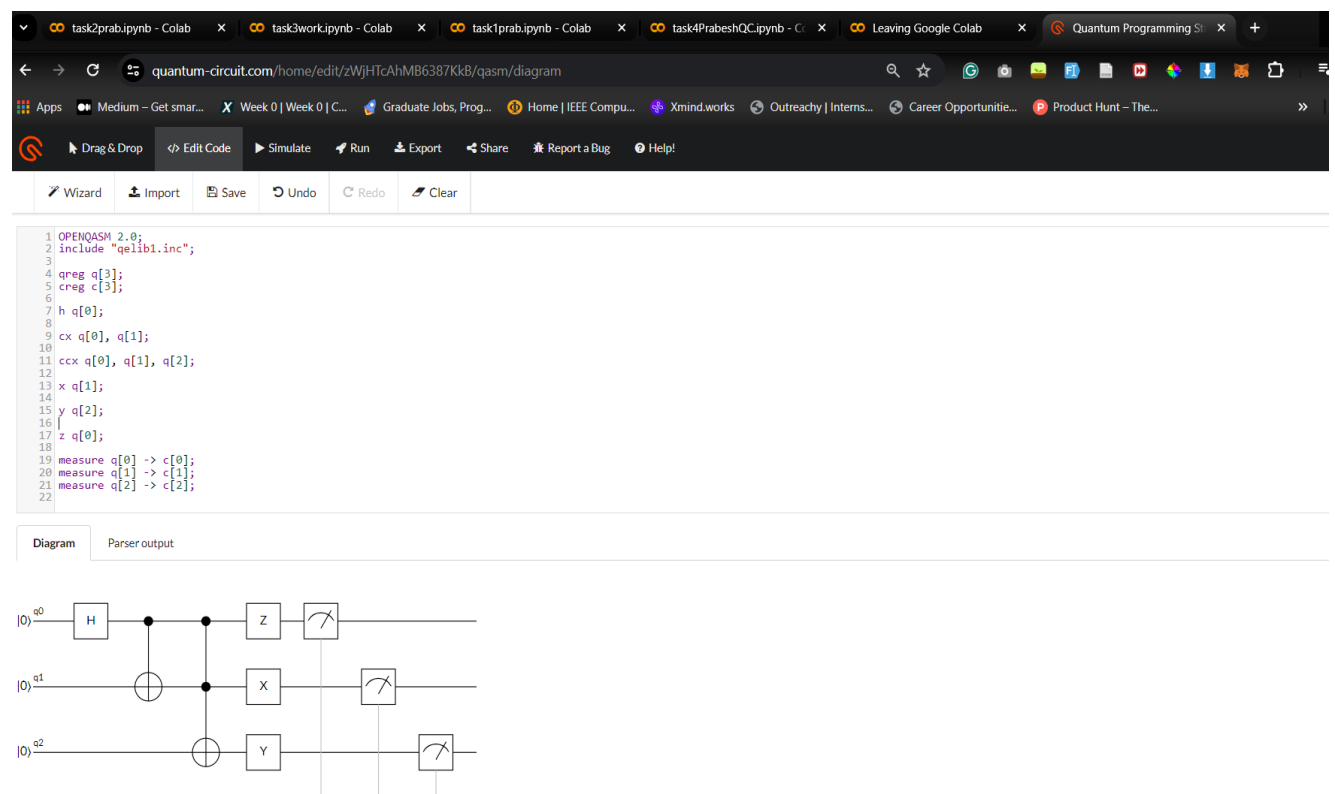 task2prab.ipynb - Colab
task3work.ipynb - Colab
task1prab.ipynb - Colab
task4PrabeshQC.ipynb - Co
Leaving Google Colab
Quantum Programming St
quantum-circuit.com/home/edit/zWjHTcAhMB6387KkB/qasm/diagram
Apps
Medium – Get smar...
Week 0 | Week 0 | C...
Graduate Jobs, Prog...
Home | IEEE Compu...
Xmind.works
Outreachy | Interns...
Career Opportunitie...
Product Hunt – The...
Drag & Drop
</> Edit Code
Simulate
Run
Export
Share
Report a Bug
Help!
Wizard
Import
Save
Undo
Redo
Clear
1 OPENQASM 2.0;
2 include "qelib1.inc";
3
4 qreg q[3];
5 creg c[3];
6
7 h q[0];
8
9 cx q[0], q[1];
10
11 ccx q[0], q[1], q[2];
12
13 x q[1];
14
15 y q[2];
16
17 z q[0];
18
19 measure q[0] -> c[0];
20 measure q[1] -> c[1];
21 measure q[2] -> c[2];
22
Diagram
Parser output
|0⟩ q0 H Z
|0⟩ q1 X
|0⟩ q2 Y